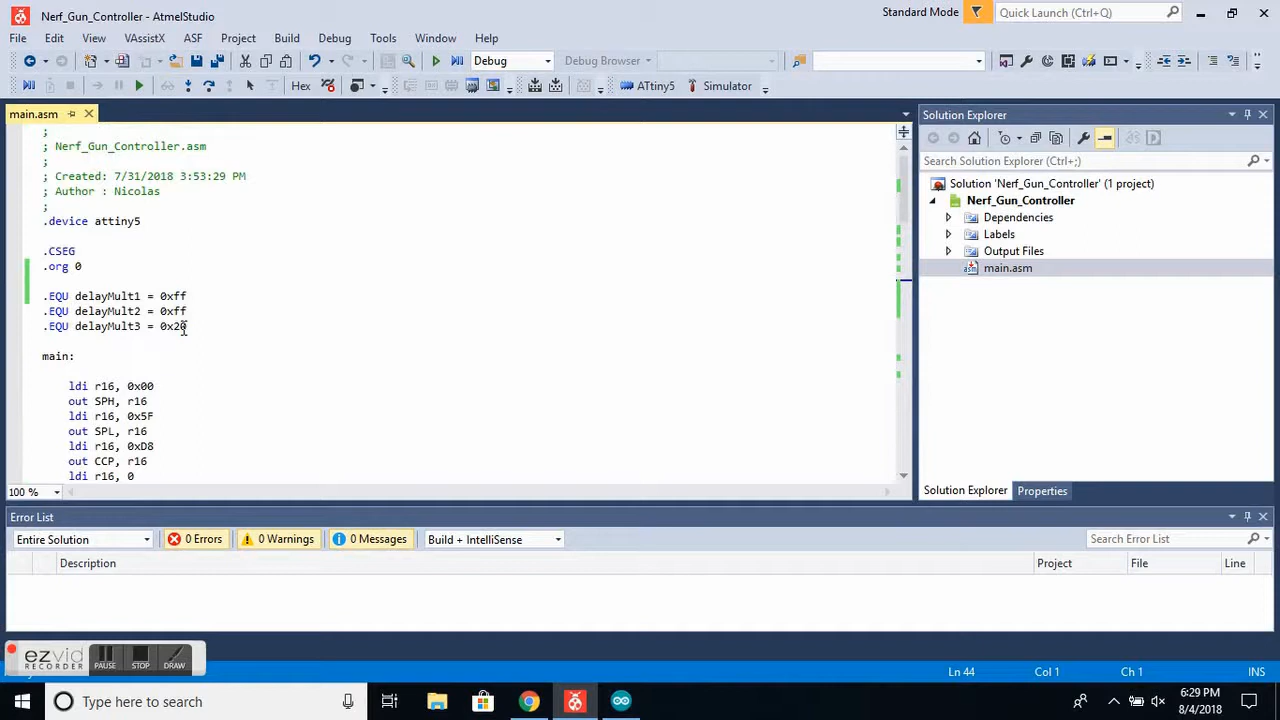 Nerf_Gun_Controller - AtmelStudio
Standard Mode
Quick Launch (Ctrl+Q)
File Edit View VAssistX ASF Project Build Debug Tools Window Help
Debug
Debug Browser
Hex
ATtiny5
Simulator
main.asm
;
; Nerf_Gun_Controller.asm
;
; Created: 7/31/2018 3:53:29 PM
; Author : Nicolas
;
.device attiny5
.CSEG
.org 0
.EQU delayMult1 = 0xff
.EQU delayMult2 = 0xff
.EQU delayMult3 = 0x20
main:
ldi r16, 0x00
out SPH, r16
ldi r16, 0x5F
out SPL, r16
ldi r16, 0xD8
out CCP, r16
ldi r16, 0
100 %
Solution Explorer
Search Solution Explorer (Ctrl+;)
Solution 'Nerf_Gun_Controller' (1 project)
Nerf_Gun_Controller
Dependencies
Labels
Output Files
main.asm
Solution Explorer Properties
Error List
Entire Solution
0 Errors
0 Warnings
0 Messages
Build + IntelliSense
Search Error List
Description Project File Line
ezvid
RECORDER
PAUSE STOP DRAW
Ln 44 Col 1 Ch 1 INS
Type here to search
6:29 PM
8/4/2018